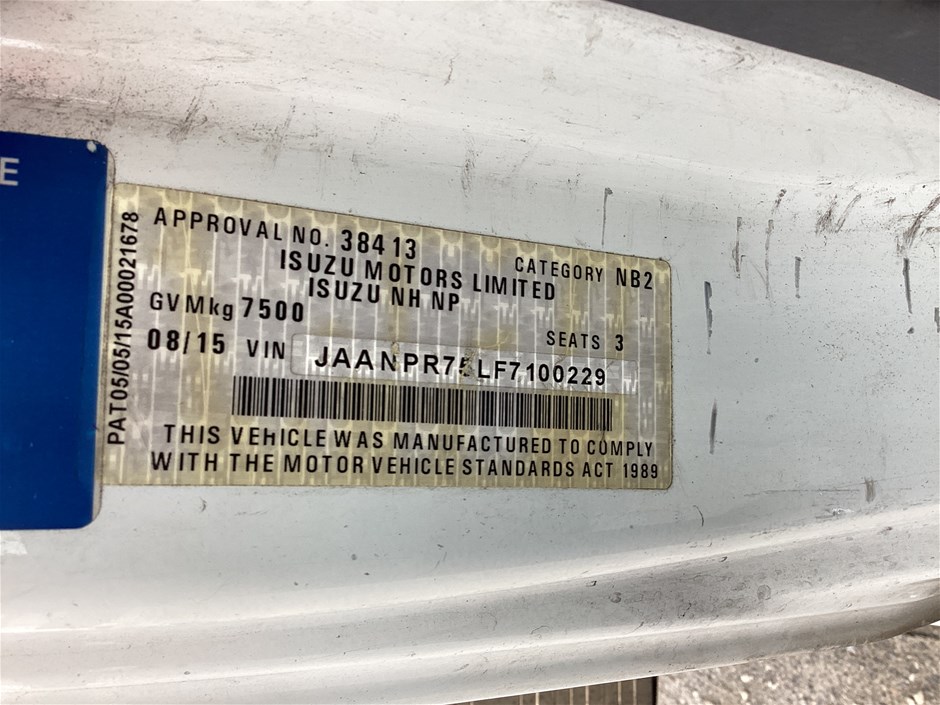 E
APPROVAL NO. 38413
CATEGORY NB2
ISUZU MOTORS LIMITED
ISUZU NH NP
GVMkg 7500
SEATS 3
08/15 VIN JAANPR75LF7100229
THIS VEHICLE WAS MANUFACTURED TO COMPLY
WITH THE MOTOR VEHICLE STANDARDS ACT 1989
PAT05/05/15A00021678